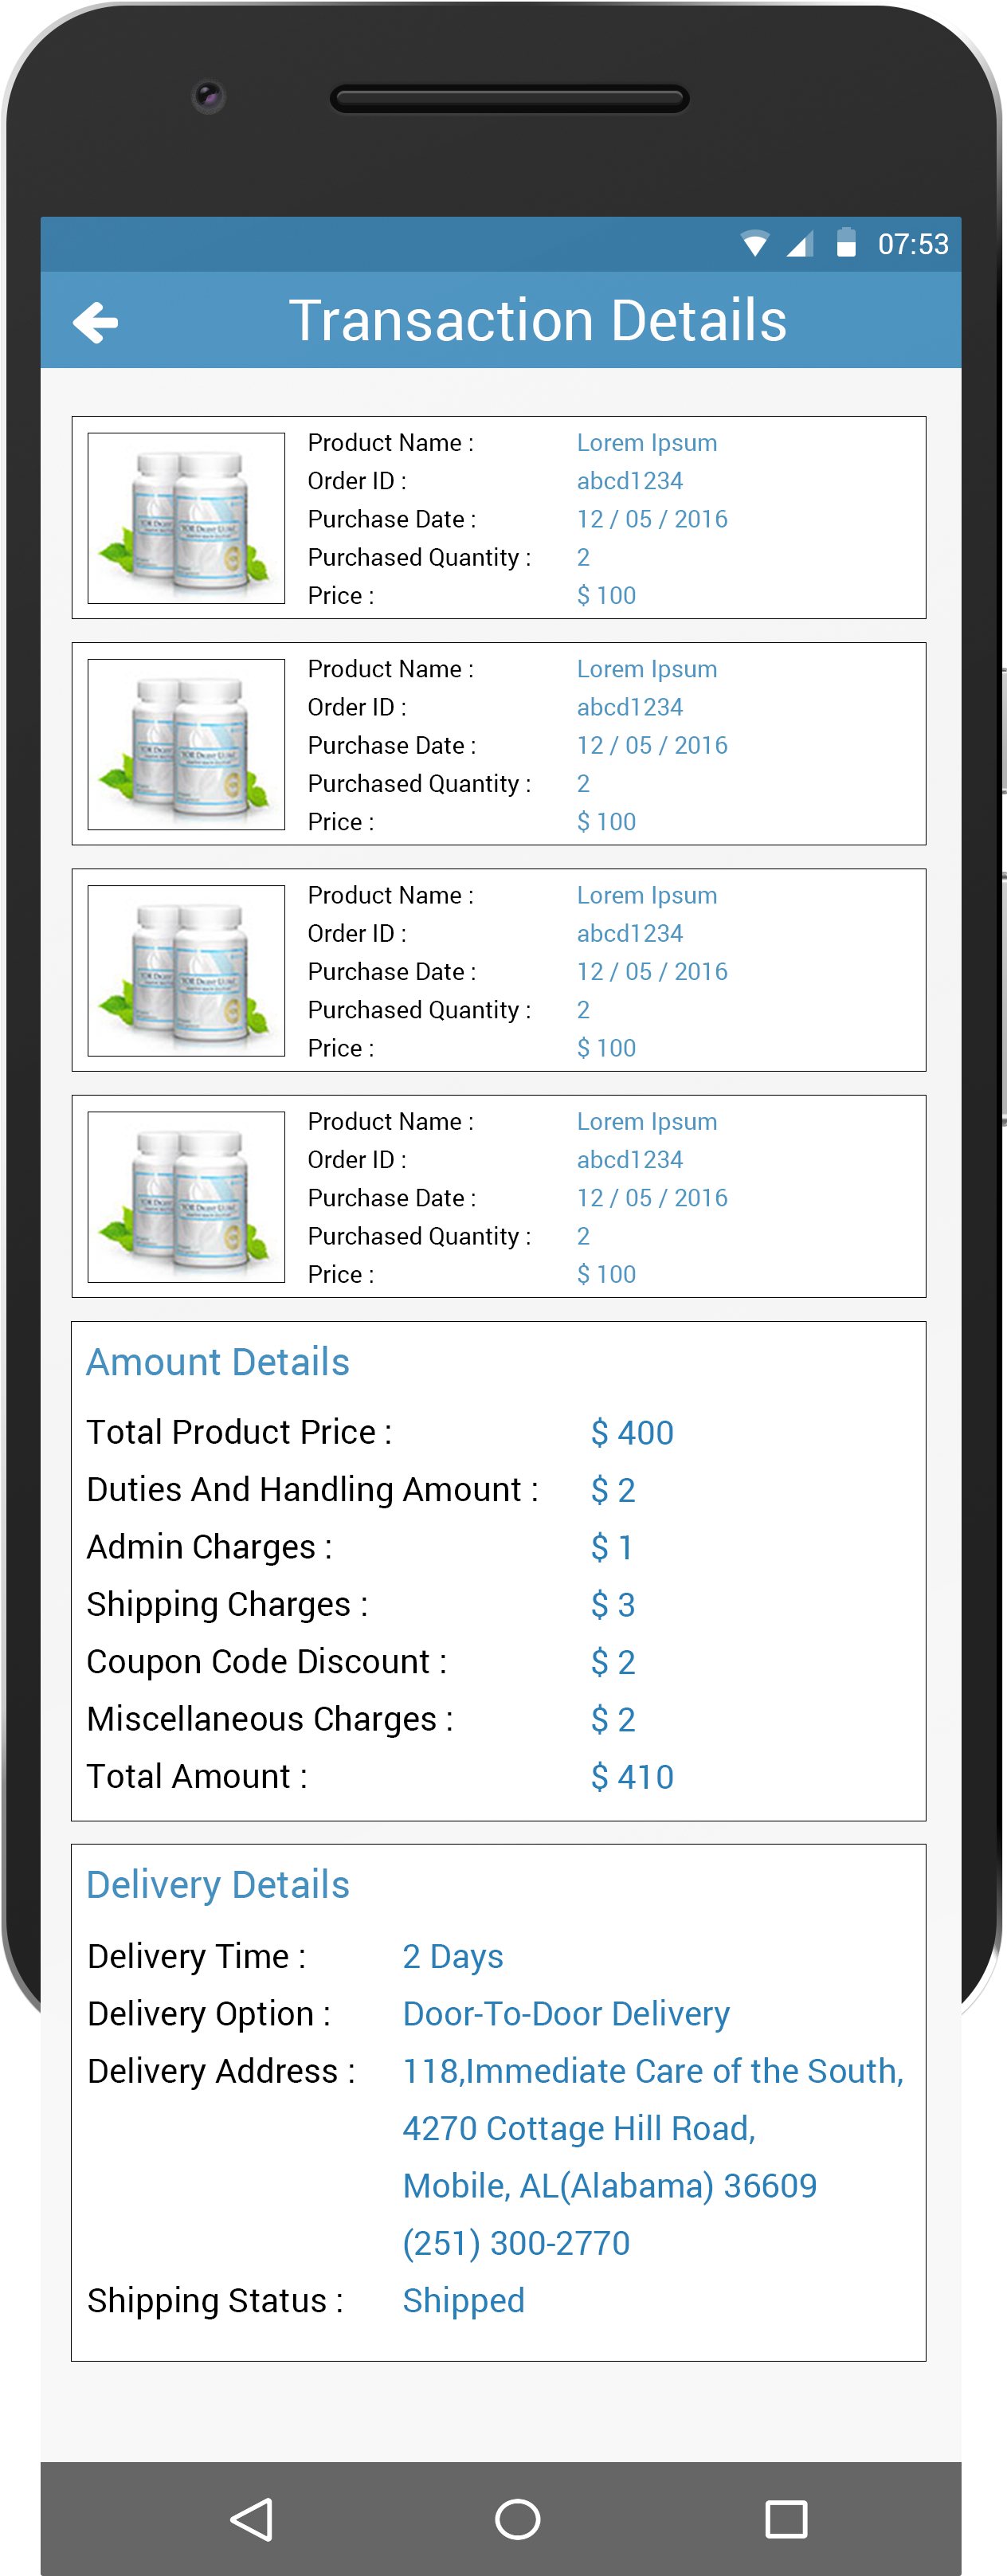 07:53
Transaction Details
Product Name : Lorem Ipsum
Order ID : abcd1234
Purchase Date : 12 / 05 / 2016
Purchased Quantity : 2
Price : $ 100
Product Name : Lorem Ipsum
Order ID : abcd1234
Purchase Date : 12 / 05 / 2016
Purchased Quantity : 2
Price : $ 100
Product Name : Lorem Ipsum
Order ID : abcd1234
Purchase Date : 12 / 05 / 2016
Purchased Quantity : 2
Price : $ 100
Product Name : Lorem Ipsum
Order ID : abcd1234
Purchase Date : 12 / 05 / 2016
Purchased Quantity : 2
Price : $ 100
Amount Details
Total Product Price : $ 400
Duties And Handling Amount : $ 2
Admin Charges : $ 1
Shipping Charges : $ 3
Coupon Code Discount : $ 2
Miscellaneous Charges : $ 2
Total Amount : $ 410
Delivery Details
Delivery Time : 2 Days
Delivery Option : Door-To-Door Delivery
Delivery Address : 118,Immediate Care of the South,
4270 Cottage Hill Road,
Mobile, AL(Alabama) 36609
(251) 300-2770
Shipping Status : Shipped